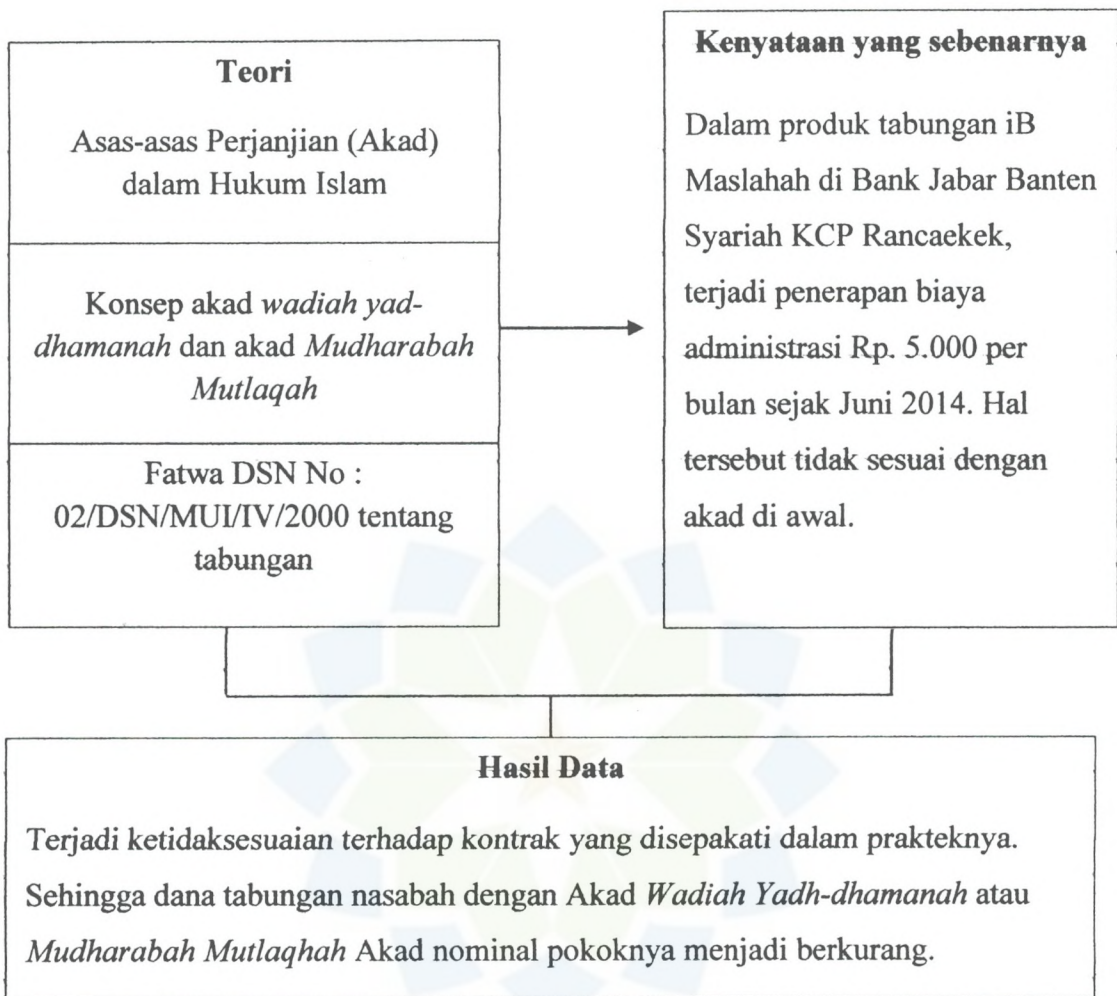 Teori
Asas-asas Perjanjian (Akad)
dalam Hukum Islam
Konsep akad wadiah yad-
dhamanah dan akad Mudharabah
Mutlaqah
Fatwa DSN No :
02/DSN/MUI/IV/2000 tentang
tabungan
Kenyataan yang sebenarnya
Dalam produk tabungan iB
Maslahah di Bank Jabar Banten
Syariah KCP Rancaekek,
terjadi penerapan biaya
administrasi Rp. 5.000 per
bulan sejak Juni 2014. Hal
tersebut tidak sesuai dengan
akad di awal.
Hasil Data
Terjadi ketidaksesuaian terhadap kontrak yang disepakati dalam prakteknya.
Sehingga dana tabungan nasabah dengan Akad Wadiah Yadh-dhamanah atau
Mudharabah Mutlaqhah Akad nominal pokoknya menjadi berkurang.